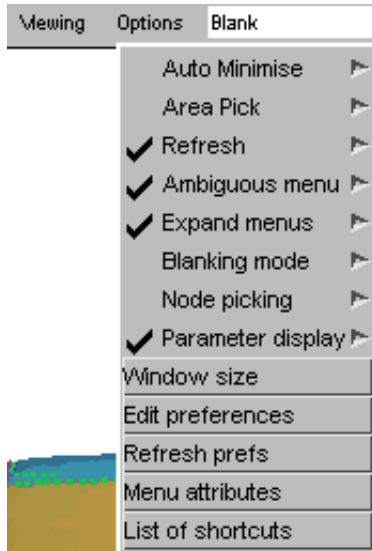 Viewing Options Blank
Auto Minimise
Area Pick
Refresh
Ambiguous menu
Expand menus
Blanking mode
Node picking
Parameter display
Window size
Edit preferences
Refresh prefs
Menu attributes
List of shortcuts